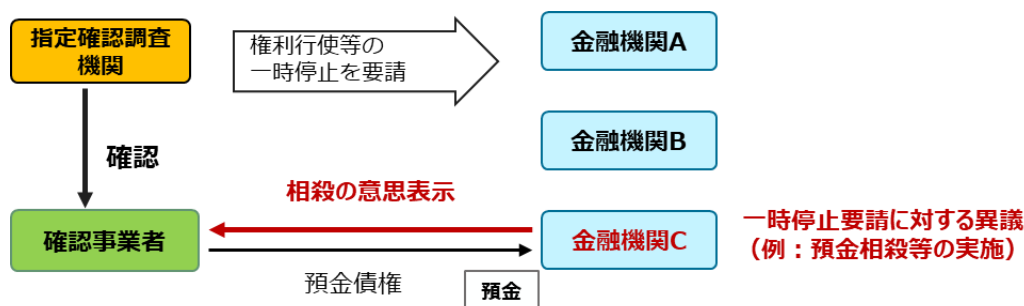 指定確認調査
機関
権利行使等の
一時停止を要請
金融機関A
金融機関B
確認
相殺の意思表示
確認事業者
金融機関C
一時停止要請に対する異議
（例：預金相殺等の実施）
預金債権
預金